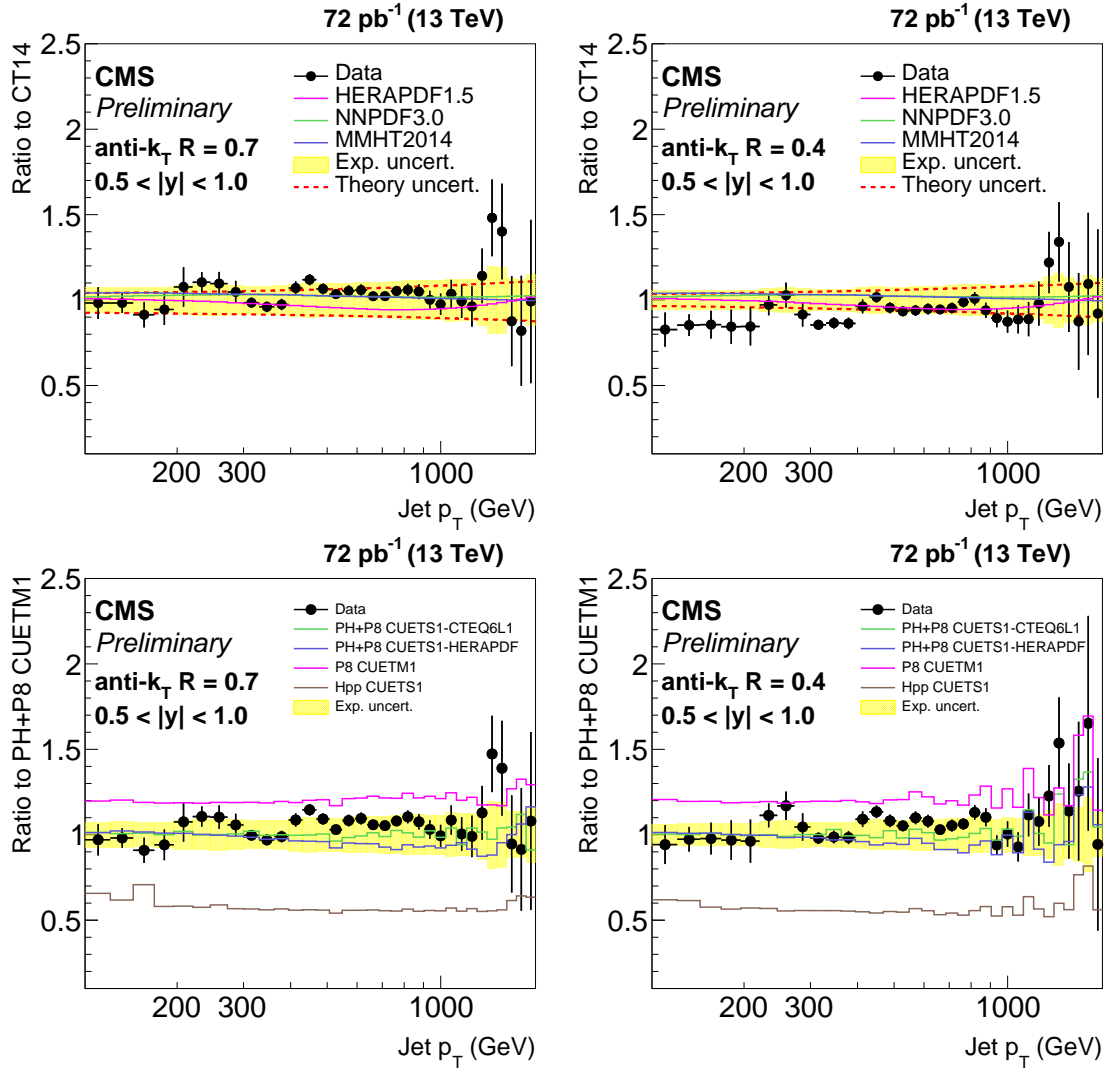 72 pb⁻¹ (13 TeV)
Ratio to CT14
2.5
2
1.5
1
0.5
CMS
Preliminary
anti-k_T R = 0.7
0.5 < |y| < 1.0
Data
HERAPDF1.5
NNPDF3.0
MMHT2014
Exp. uncert.
Theory uncert.
200 300 1000
Jet p_T (GeV)
72 pb⁻¹ (13 TeV)
Ratio to CT14
2.5
2
1.5
1
0.5
CMS
Preliminary
anti-k_T R = 0.4
0.5 < |y| < 1.0
Data
HERAPDF1.5
NNPDF3.0
MMHT2014
Exp. uncert.
Theory uncert.
200 300 1000
Jet p_T (GeV)
72 pb⁻¹ (13 TeV)
Ratio to PH+P8 CUETM1
2.5
2
1.5
1
0.5
CMS
Preliminary
anti-k_T R = 0.7
0.5 < |y| < 1.0
Data
PH+P8 CUETS1-CTEQ6L1
PH+P8 CUETS1-HERAPDF
P8 CUETM1
Hpp CUETS1
Exp. uncert.
200 300 1000
Jet p_T (GeV)
72 pb⁻¹ (13 TeV)
Ratio to PH+P8 CUETM1
2.5
2
1.5
1
0.5
CMS
Preliminary
anti-k_T R = 0.4
0.5 < |y| < 1.0
Data
PH+P8 CUETS1-CTEQ6L1
PH+P8 CUETS1-HERAPDF
P8 CUETM1
Hpp CUETS1
Exp. uncert.
200 300 1000
Jet p_T (GeV)